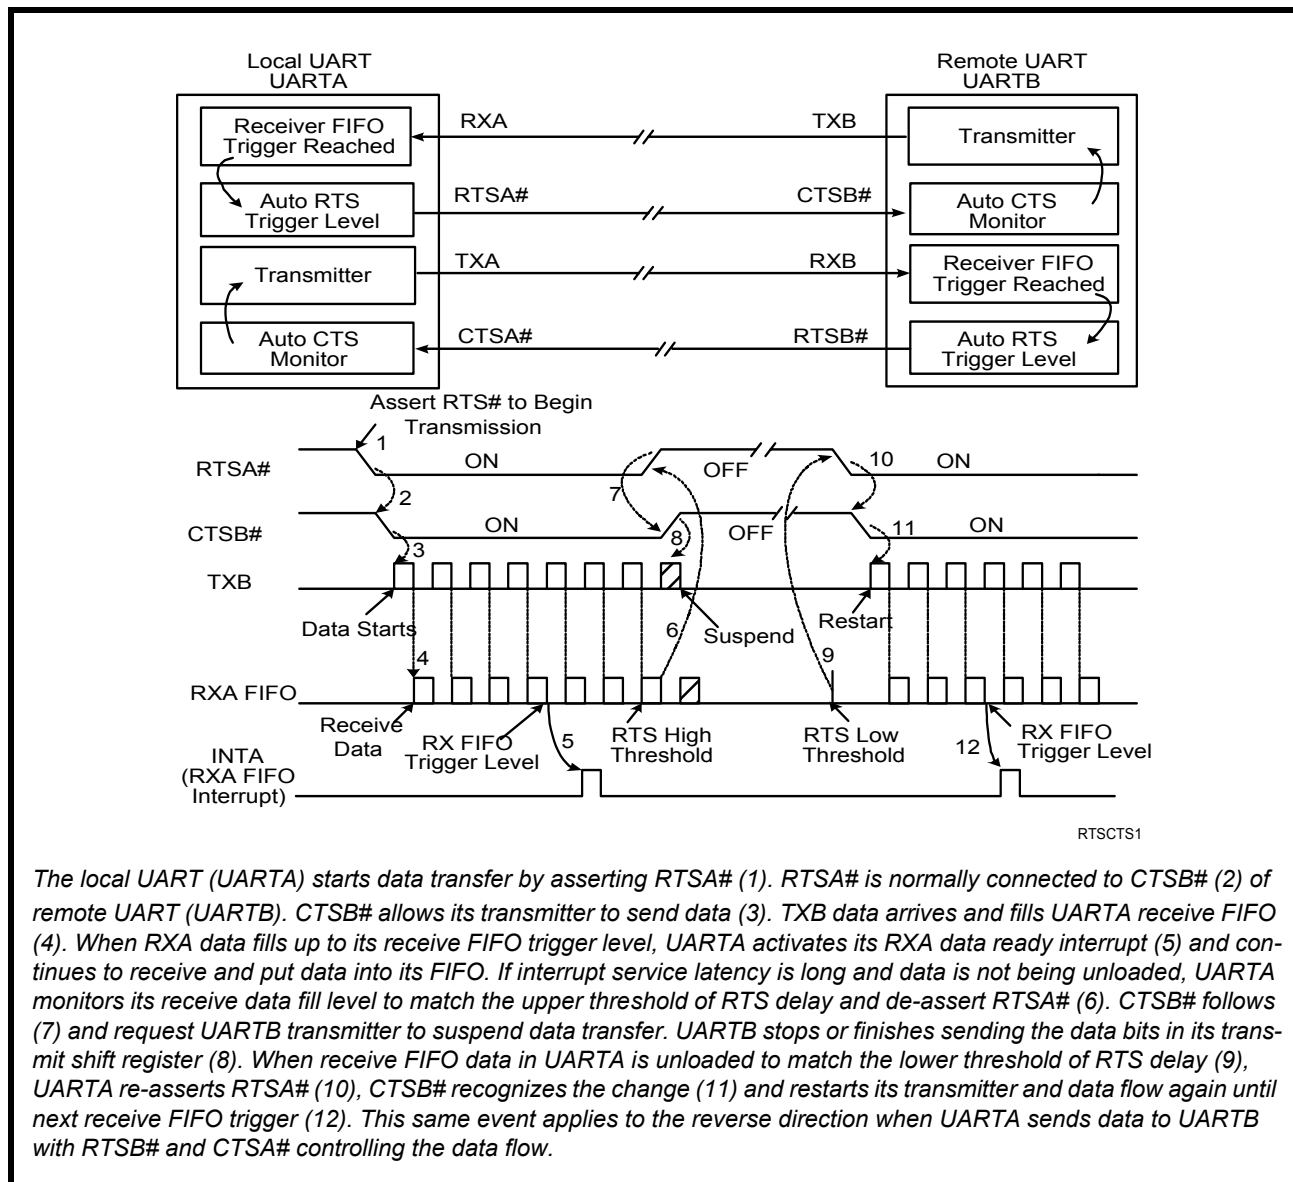 Local UART
UARTA
Remote UART
UARTB
Receiver FIFO
Trigger Reached
RXA
TXB
Transmitter
Auto RTS
Trigger Level
RTSA#
CTSB#
Auto CTS
Monitor
Transmitter
TXA
RXB
Receiver FIFO
Trigger Reached
Auto CTS
Monitor
CTSA#
RTSB#
Auto RTS
Trigger Level
Assert RTS# to Begin
Transmission
RTSA#
1
ON
7
OFF
10
ON
2
CTSB#
ON
8
OFF
11
ON
3
TXB
Data Starts
6
Suspend
Restart
4
9
RXA FIFO
Receive
Data
RX FIFO
Trigger Level
5
RTS High
Threshold
RTS Low
Threshold
12
RX FIFO
Trigger Level
INTA
(RXA FIFO
Interrupt)
RTSCTS1
The local UART (UARTA) starts data transfer by asserting RTSA# (1). RTSA# is normally connected to CTSB# (2) of
remote UART (UARTB). CTSB# allows its transmitter to send data (3). TXB data arrives and fills UARTA receive FIFO
(4). When RXA data fills up to its receive FIFO trigger level, UARTA activates its RXA data ready interrupt (5) and con-
tinues to receive and put data into its FIFO. If interrupt service latency is long and data is not being unloaded, UARTA
monitors its receive data fill level to match the upper threshold of RTS delay and de-assert RTSA# (6). CTSB# follows
(7) and request UARTB transmitter to suspend data transfer. UARTB stops or finishes sending the data bits in its trans-
mit shift register (8). When receive FIFO data in UARTA is unloaded to match the lower threshold of RTS delay (9),
UARTA re-asserts RTSA# (10), CTSB# recognizes the change (11) and restarts its transmitter and data flow again until
next receive FIFO trigger (12). This same event applies to the reverse direction when UARTA sends data to UARTB
with RTSB# and CTSA# controlling the data flow.